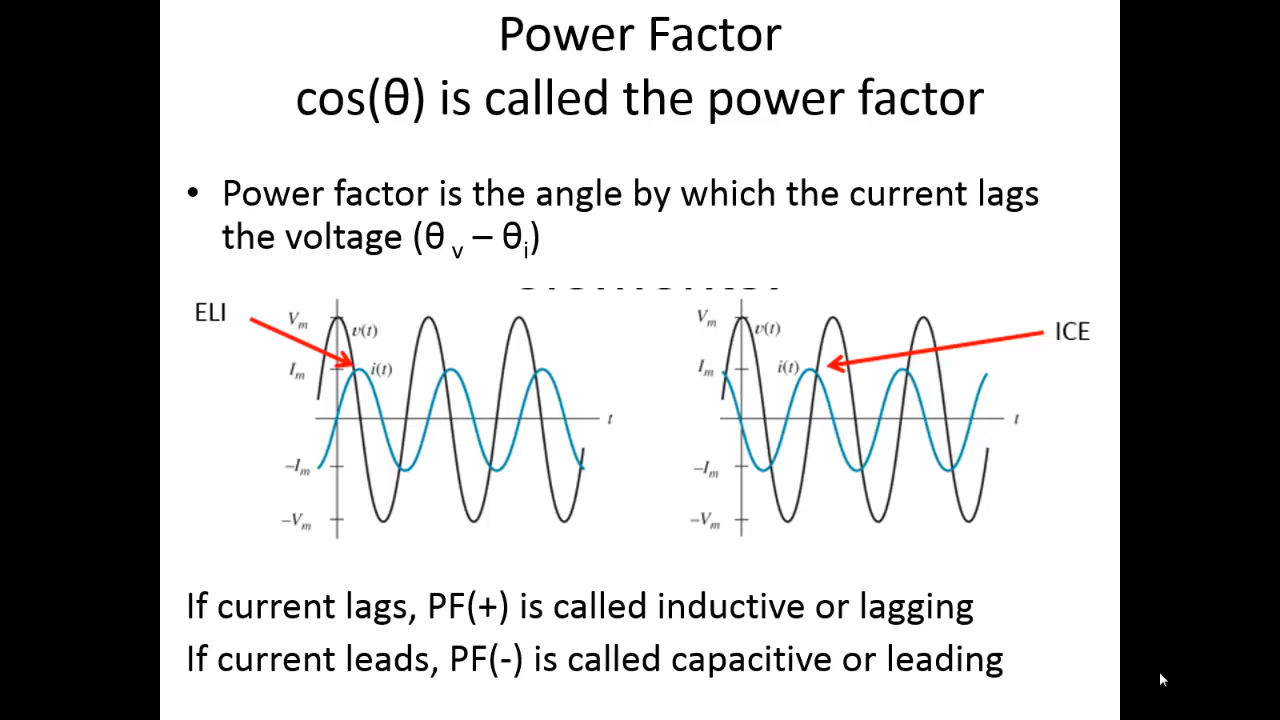 Power Factor
cos(θ) is called the power factor
• Power factor is the angle by which the current lags
the voltage (θ v – θi)
ELI
Vm
v(t)
Im
i(t)
t
–Im
–Vm
Vm
v(t)
ICE
Im
i(t)
t
–Im
–Vm
If current lags, PF(+) is called inductive or lagging
If current leads, PF(-) is called capacitive or leading